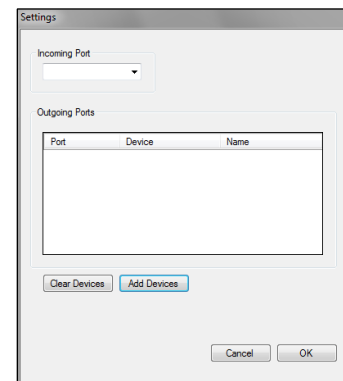 Settings
Incoming Port
Outgoing Ports
Port Device Name
Clear Devices Add Devices
Cancel OK